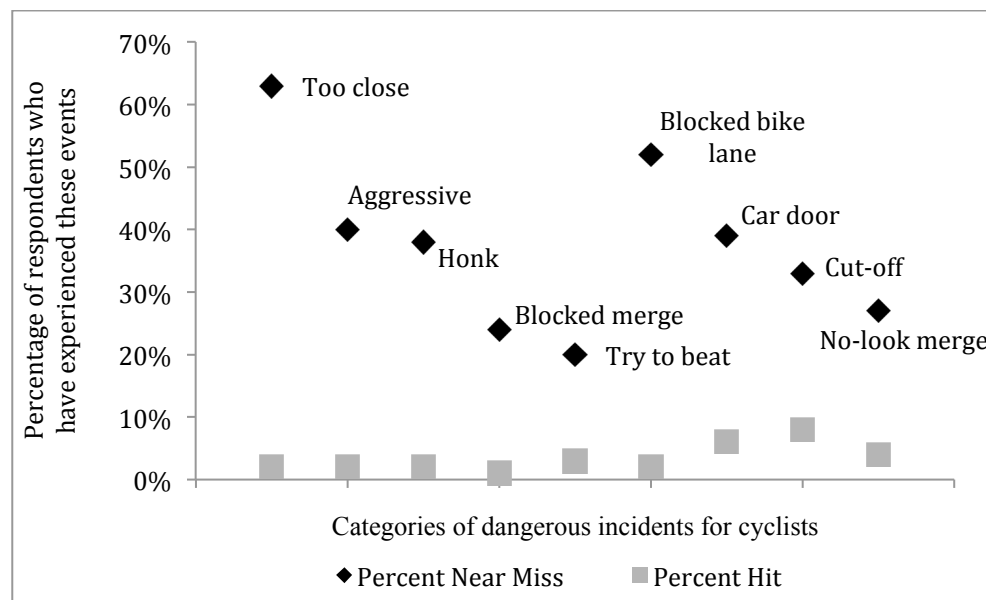 Percentage of respondents who
have experienced these events
70%
60%
50%
40%
30%
20%
10%
0%
Too close
Aggressive
Honk
Blocked merge
Try to beat
Blocked bike
lane
Car door
Cut-off
No-look merge
Categories of dangerous incidents for cyclists
Percent Near Miss
Percent Hit